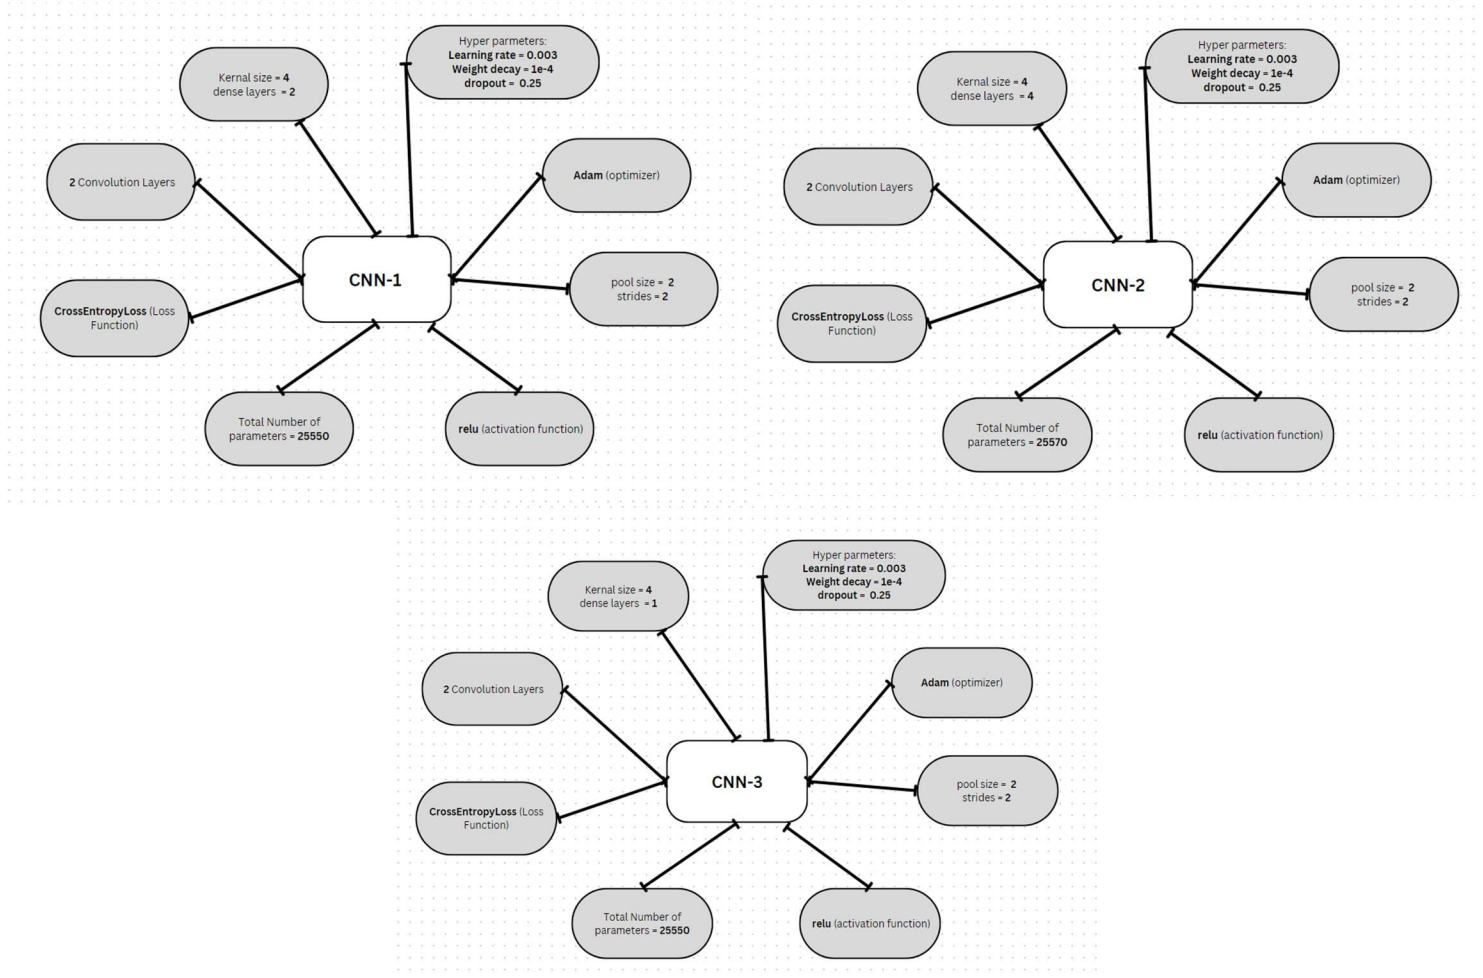 Hyper parmeters:
Learning rate = 0.003
Weight decay = 1e-4
dropout = 0.25
Kernal size = 4
dense layers = 2
2 Convolution Layers
Adam (optimizer)
CNN-1
pool size = 2
strides = 2
CrossEntropyLoss (Loss
Function)
Total Number of
parameters = 25550
relu (activation function)
Hyper parmeters:
Learning rate = 0.003
Weight decay = 1e-4
dropout = 0.25
Kernal size = 4
dense layers = 4
2 Convolution Layers
Adam (optimizer)
CNN-2
pool size = 2
strides = 2
CrossEntropyLoss (Loss
Function)
Total Number of
parameters = 25570
relu (activation function)
Hyper parmeters:
Learning rate = 0.003
Weight decay = 1e-4
dropout = 0.25
Kernal size = 4
dense layers = 1
2 Convolution Layers
Adam (optimizer)
CNN-3
pool size = 2
strides = 2
CrossEntropyLoss (Loss
Function)
Total Number of
parameters = 25550
relu (activation function)